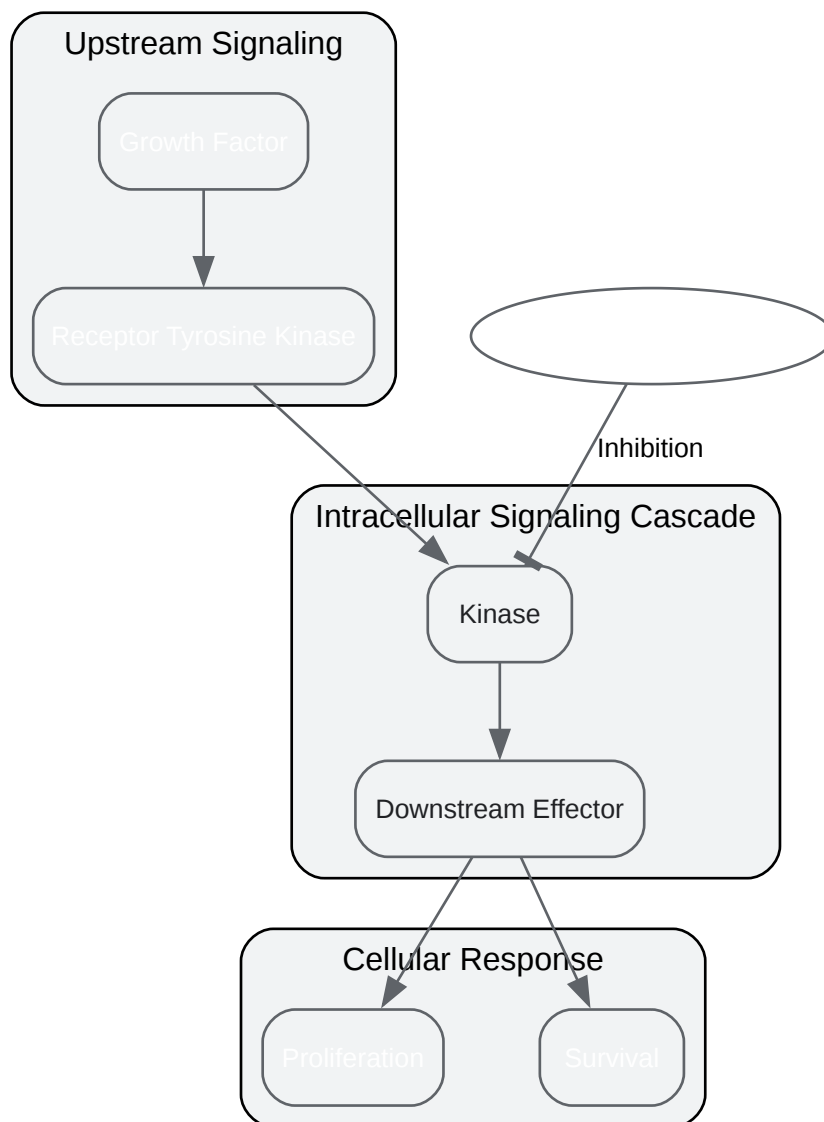 Upstream Signaling
Growth Factor
Receptor Tyrosine Kinase
Inhibition
Intracellular Signaling Cascade
Kinase
Downstream Effector
Cellular Response
Proliferation
Survival